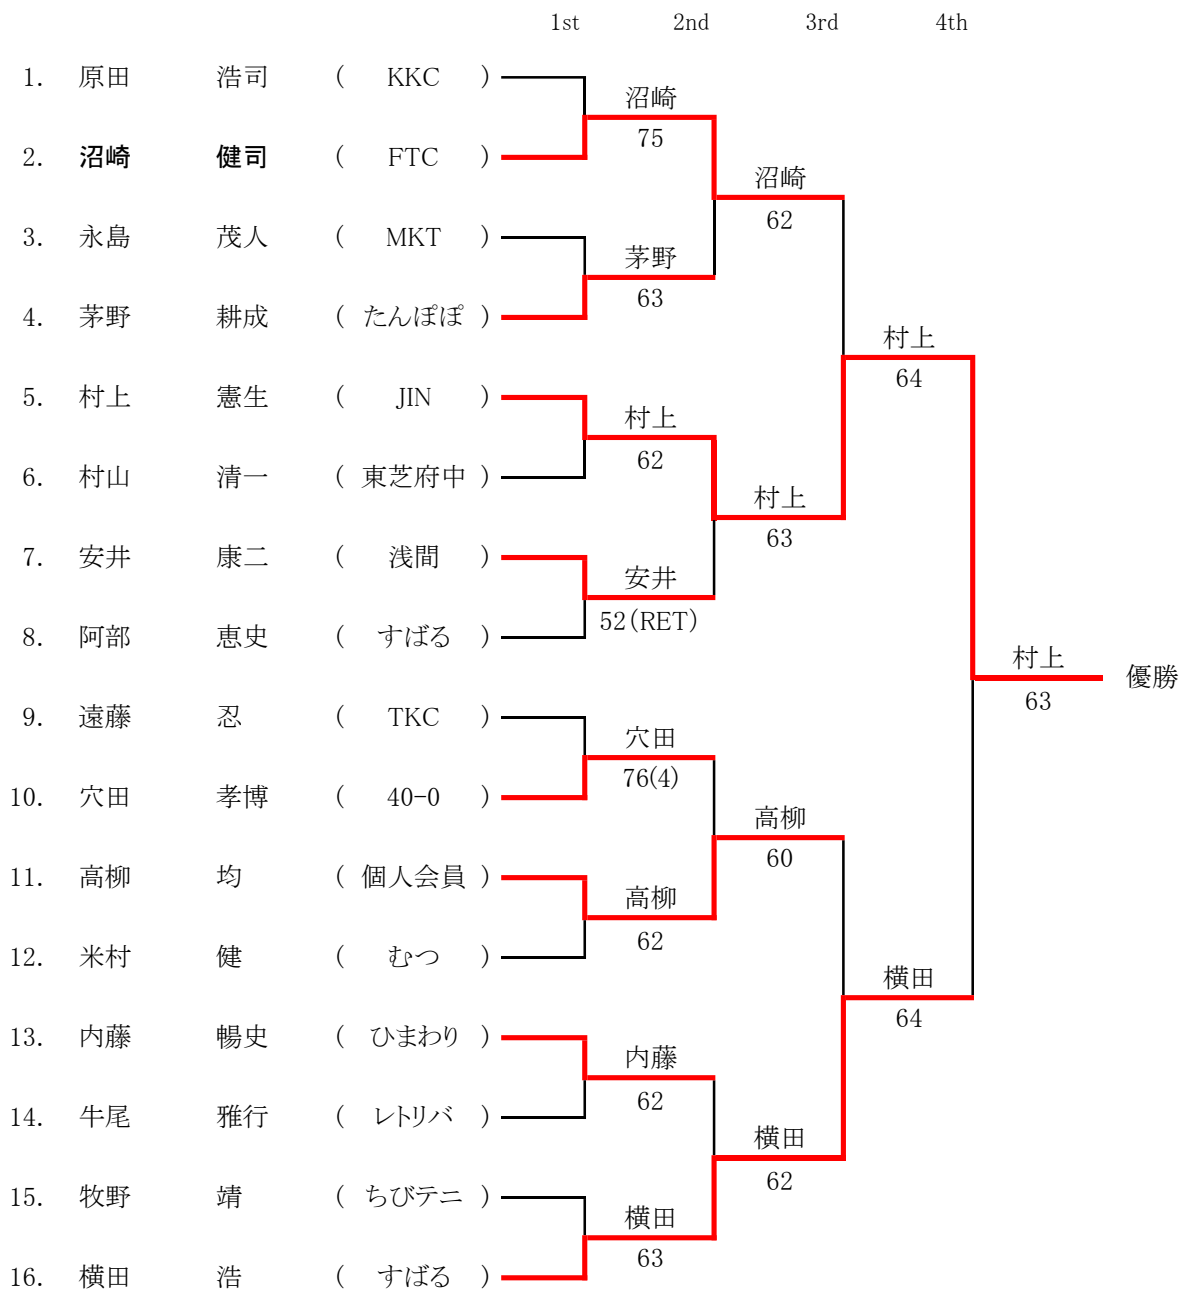 1st 2nd 3rd 4th
1. 原田 浩司 ( KKC )
沼崎
75
2. 沼崎 健司 ( FTC )
沼崎
62
3. 永島 茂人 ( MKT )
茅野
63
4. 茅野 耕成 ( たんぽぽ )
村上
64
5. 村上 憲生 ( JIN )
村上
62
6. 村山 清一 ( 東芝府中 )
村上
63
7. 安井 康二 ( 浅間 )
安井
52(RET)
8. 阿部 恵史 ( すばる )
村上 優勝
63
9. 遠藤 忍 ( TKC )
穴田
76(4)
10. 穴田 孝博 ( 40-0 )
高柳
60
11. 高柳 均 ( 個人会員 )
高柳
62
12. 米村 健 ( むつ )
横田
64
13. 内藤 暢史 ( ひまわり )
内藤
62
14. 牛尾 雅行 ( レトリバ )
横田
62
15. 牧野 靖 ( ちびテニ )
横田
63
16. 横田 浩 ( すばる )